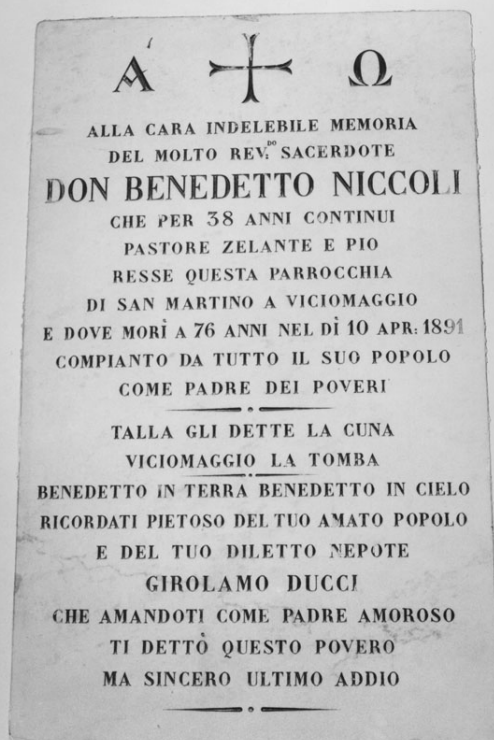 Α Ω
ALLA CARA INDELEBILE MEMORIA
DEL MOLTO REV.DO SACERDOTE
DON BENEDETTO NICCOLI
CHE PER 38 ANNI CONTINUI
PASTORE ZELANTE E PIO
RESSE QUESTA PARROCCHIA
DI SAN MARTINO A VICIOMAGGIO
E DOVE MORÌ A 76 ANNI NEL DÌ 10 APR: 1891
COMPIANTO DA TUTTO IL SUO POPOLO
COME PADRE DEI POVERI
TALLA GLI DETTE LA CUNA
VICIOMAGGIO LA TOMBA
BENEDETTO IN TERRA BENEDETTO IN CIELO
RICORDATI PIETOSO DEL TUO AMATO POPOLO
E DEL TUO DILETTO NEPOTE
GIROLAMO DUCCI
CHE AMANDOTI COME PADRE AMOROSO
TI DETTÒ QUESTO POVERO
MA SINCERO ULTIMO ADDIO